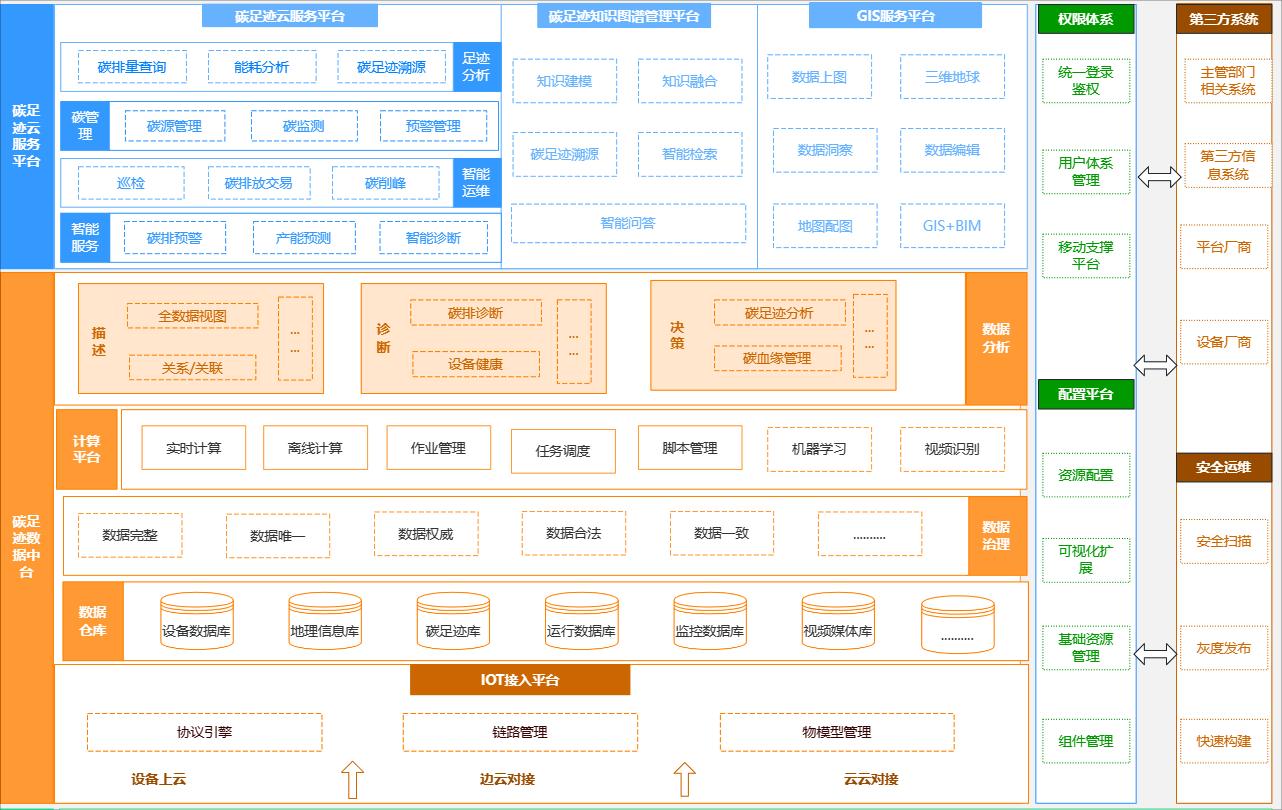 碳足
迹云
服务
平台
碳足迹云服务平台
碳排量查询
能耗分析
碳足迹溯源
足迹
分析
碳管
理
碳源管理
碳监测
预警管理
巡检
碳排放交易
碳削峰
智能
运维
智能
服务
碳排预警
产能预测
智能诊断
碳足迹知识图谱管理平台
知识建模
知识融合
碳足迹溯源
智能检索
智能问答
GIS服务平台
数据上图
三维地球
数据洞察
数据编辑
地图配图
GIS+BIM
碳足
迹数
据中
台
描
述
全数据视图
关系/关联
...
...
诊
断
碳排诊断
设备健康
...
...
决
策
碳足迹分析
碳血缘管理
...
...
数据
分析
计算
平台
实时计算
离线计算
作业管理
任务调度
脚本管理
机器学习
视频识别
数据完整
数据唯一
数据权威
数据合法
数据一致
..........
数据
治理
数据
仓库
设备数据库
地理信息库
碳足迹库
运行数据库
监控数据库
视频媒体库
..........
IOT接入平台
协议引擎
链路管理
物模型管理
设备上云
边云对接
云云对接
权限体系
统一登录
鉴权
用户体系
管理
移动支撑
平台
配置平台
资源配置
可视化扩
展
基础资源
管理
组件管理
第三方系统
主管部门
相关系统
第三方信
息系统
平台厂商
设备厂商
安全运维
安全扫描
灰度发布
快速构建